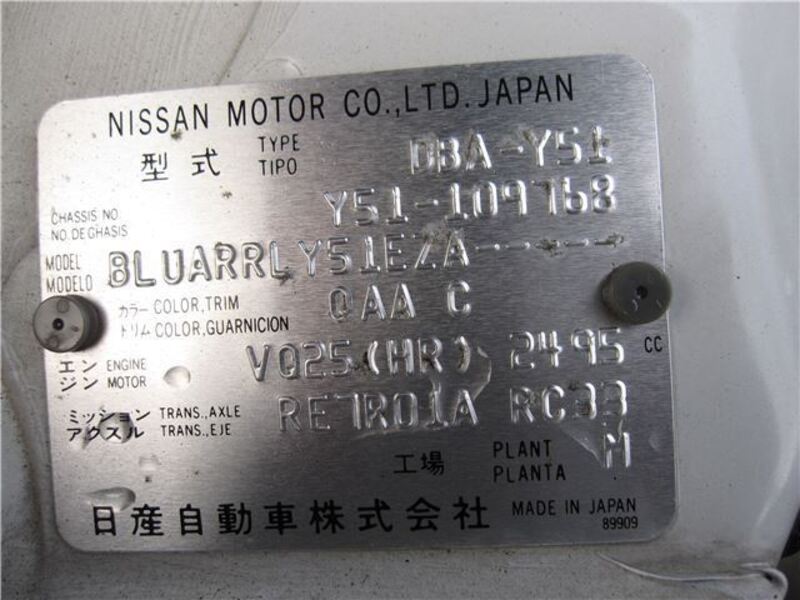 NISSAN MOTOR CO.,LTD. JAPAN
型式 TYPE TIPO DBA-Y51
CHASSIS NO. NO. DE GHASIS Y51-109768
MODEL MODELO BLUARRLY51EZA-----
カラー COLOR,TRIM トリム COLOR,GUARNICION QAA C
エンジン ENGINE MOTOR VQ25(HR) 2495 CC
ミッション TRANS.,AXLE アクスル TRANS.,EJE RE7R01A RC33
工場 PLANT PLANTA M
日産自動車株式会社 MADE IN JAPAN
89909